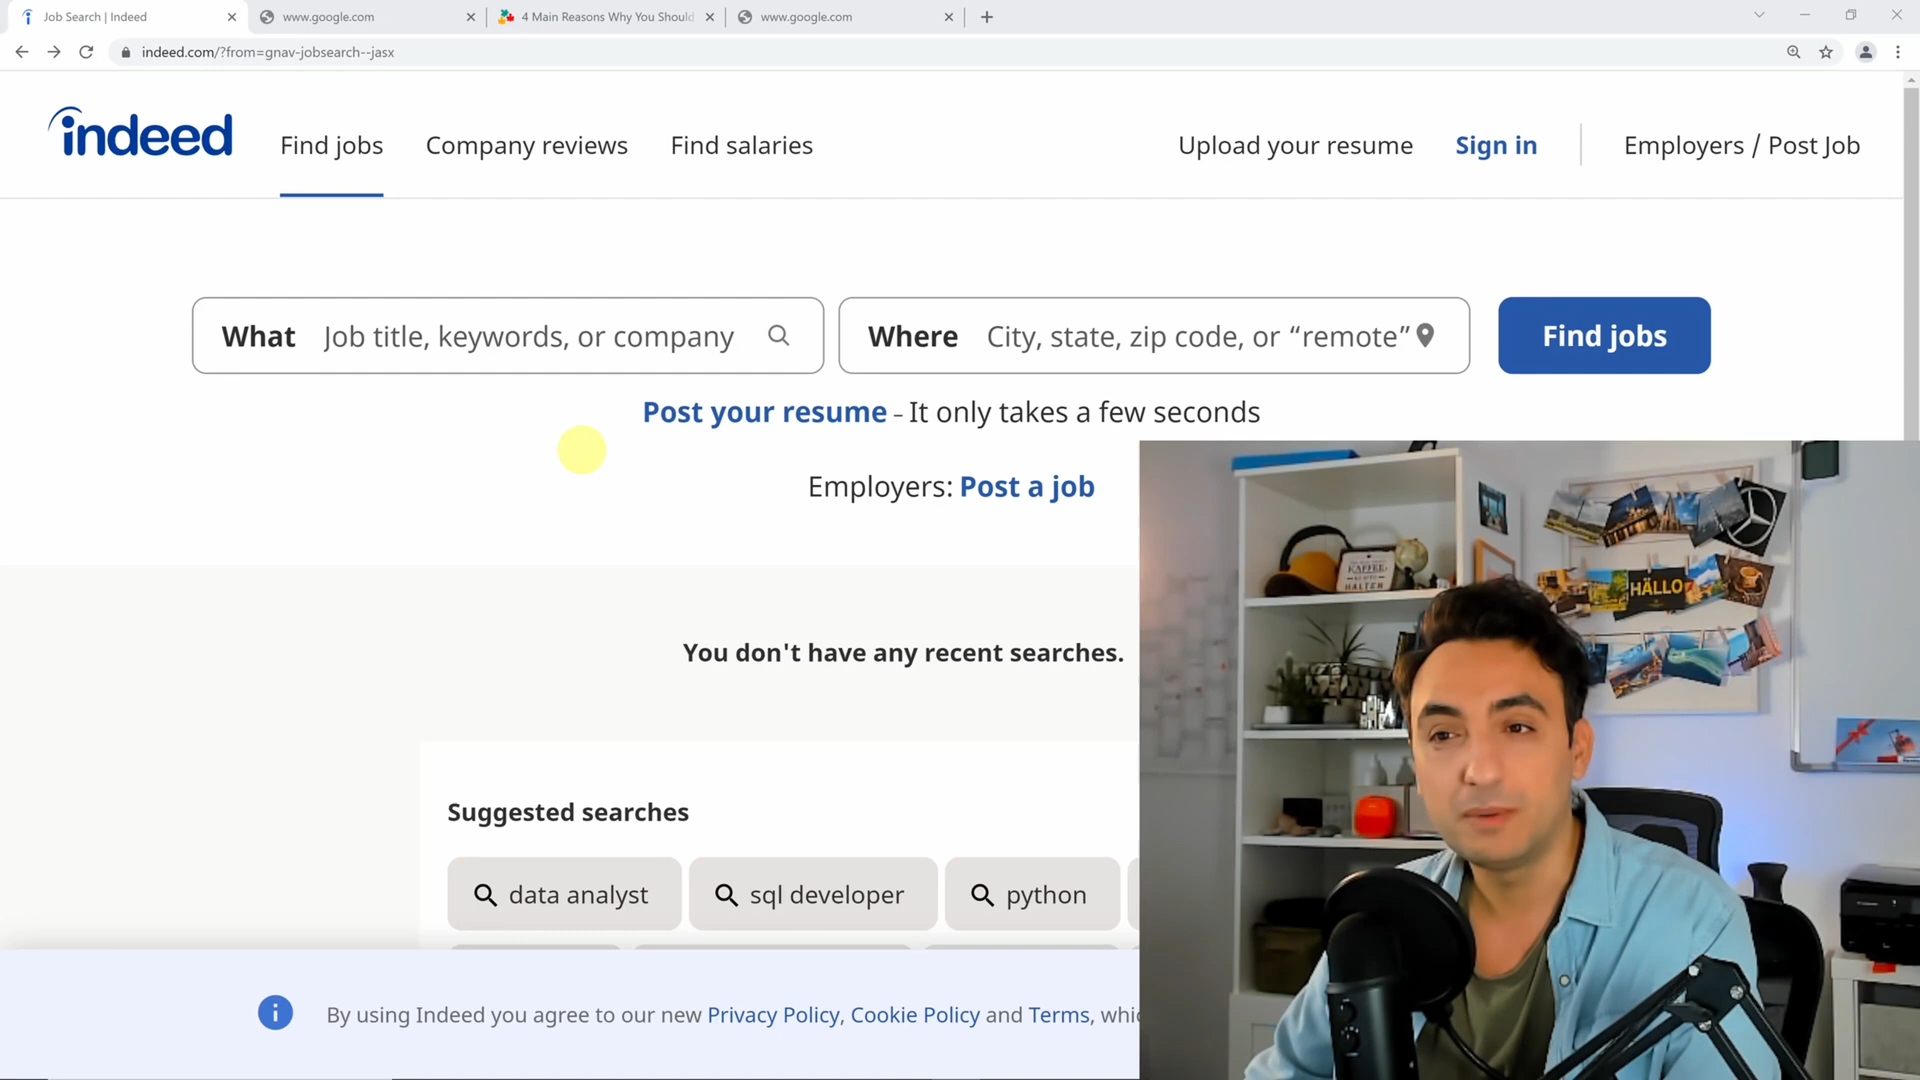 Job Search | Indeed
www.google.com
4 Main Reasons Why You Should
www.google.com
indeed.com/?from=gnav-jobsearch--jasx
indeed
Find jobs
Company reviews
Find salaries
Upload your resume
Sign in
Employers / Post Job
What Job title, keywords, or company
Where City, state, zip code, or “remote”
Find jobs
Post your resume – It only takes a few seconds
Employers: Post a job
You don't have any recent searches.
Suggested searches
data analyst
sql developer
python
By using Indeed you agree to our new Privacy Policy, Cookie Policy and Terms, whic
KAFFEE
HALTEN
HÄLLO